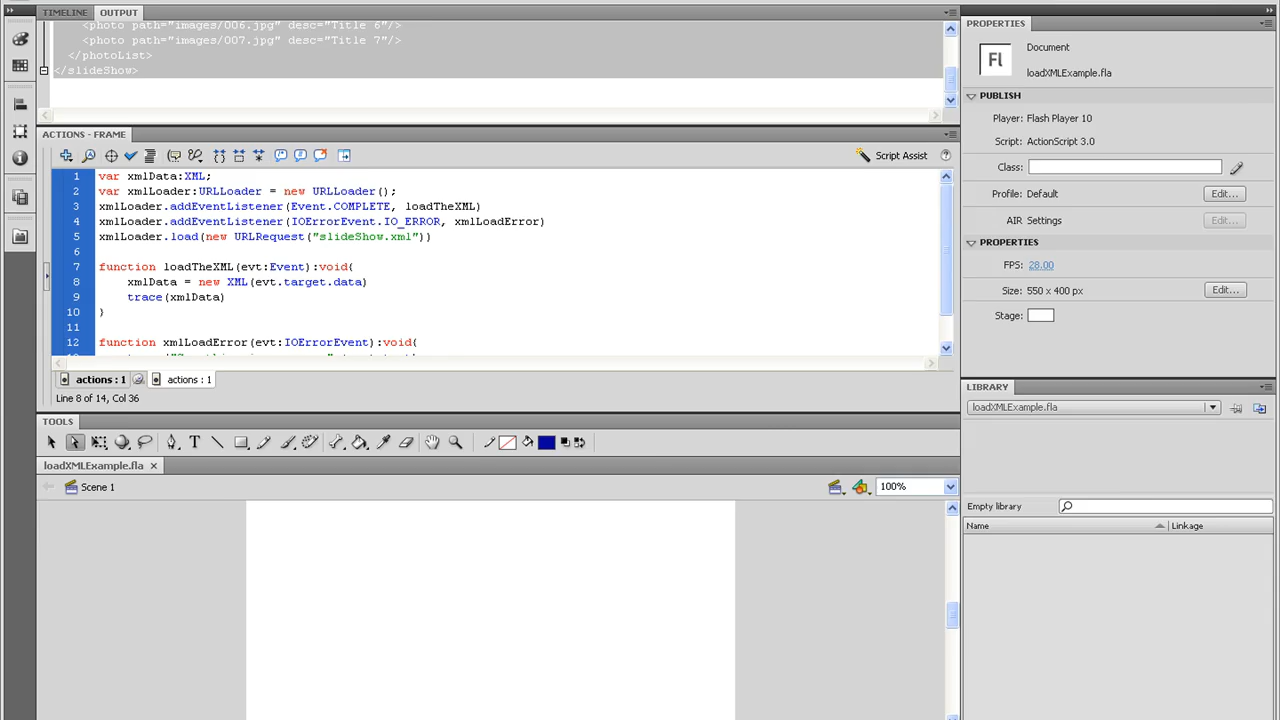 TIMELINE OUTPUT
<photo path="images/006.jpg" desc="Title 6"/>
<photo path="images/007.jpg" desc="Title 7"/>
</photoList>
</slideShow>
ACTIONS - FRAME
Script Assist
1 var xmlData:XML;
2 var xmlLoader:URLLoader = new URLLoader();
3 xmlLoader.addEventListener(Event.COMPLETE, loadTheXML)
4 xmlLoader.addEventListener(IOErrorEvent.IO_ERROR, xmlLoadError)
5 xmlLoader.load(new URLRequest("slideShow.xml"))
6
7 function loadTheXML(evt:Event):void{
8 xmlData = new XML(evt.target.data)
9 trace(xmlData)
10 }
11
12 function xmlLoadError(evt:IOErrorEvent):void{
actions : 1 actions : 1
Line 8 of 14, Col 36
TOOLS
loadXMLExample.fla
Scene 1 100%
PROPERTIES
Fl
Document
loadXMLExample.fla
PUBLISH
Player: Flash Player 10
Script: ActionScript 3.0
Class:
Profile: Default Edit...
AIR Settings Edit...
PROPERTIES
FPS: 28.00
Size: 550 x 400 px Edit...
Stage:
LIBRARY
loadXMLExample.fla
Empty library
Name Linkage